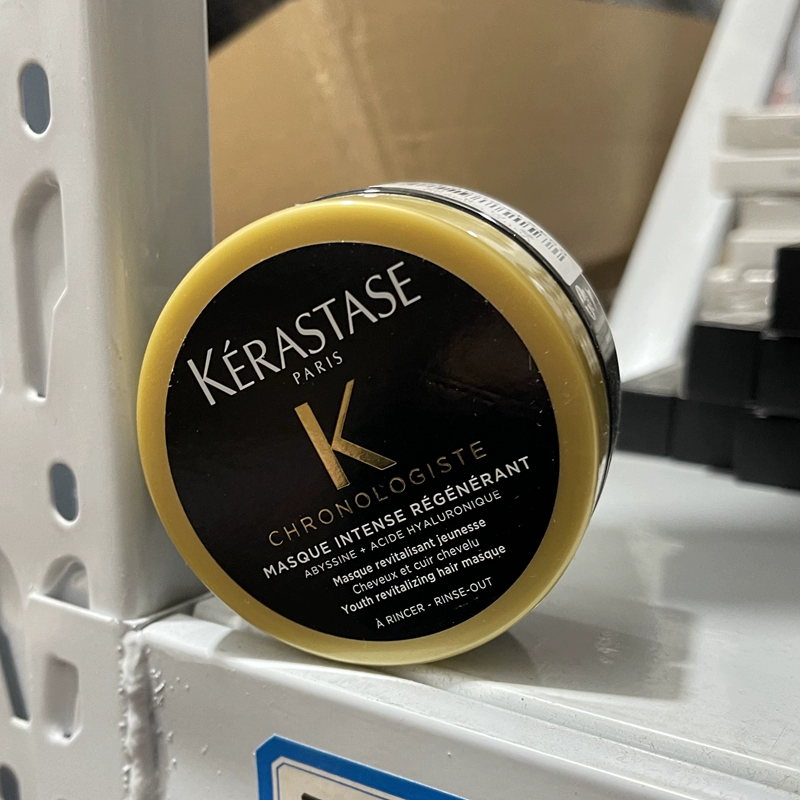 KÉRASTASE
PARIS
K
CHRONOLOGISTE
MASQUE INTENSE RÉGÉNÉRANT
ABYSSINE + ACIDE HYALURONIQUE
Masque revitalisant jeunesse
Cheveux et cuir chevelu
Youth revitalizing hair masque
À RINCER - RINSE-OUT